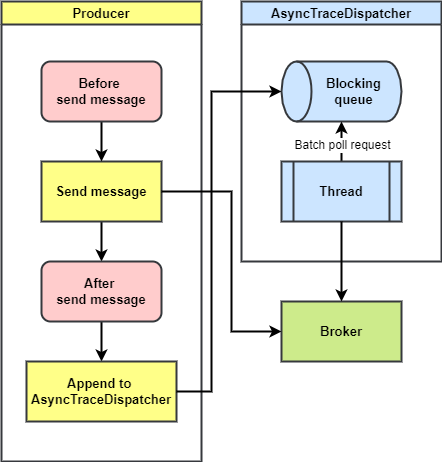 Producer
Before
send message
Send message
After
send message
Append to
AsyncTraceDispatcher
AsyncTraceDispatcher
Blocking
queue
Batch poll request
Thread
Broker